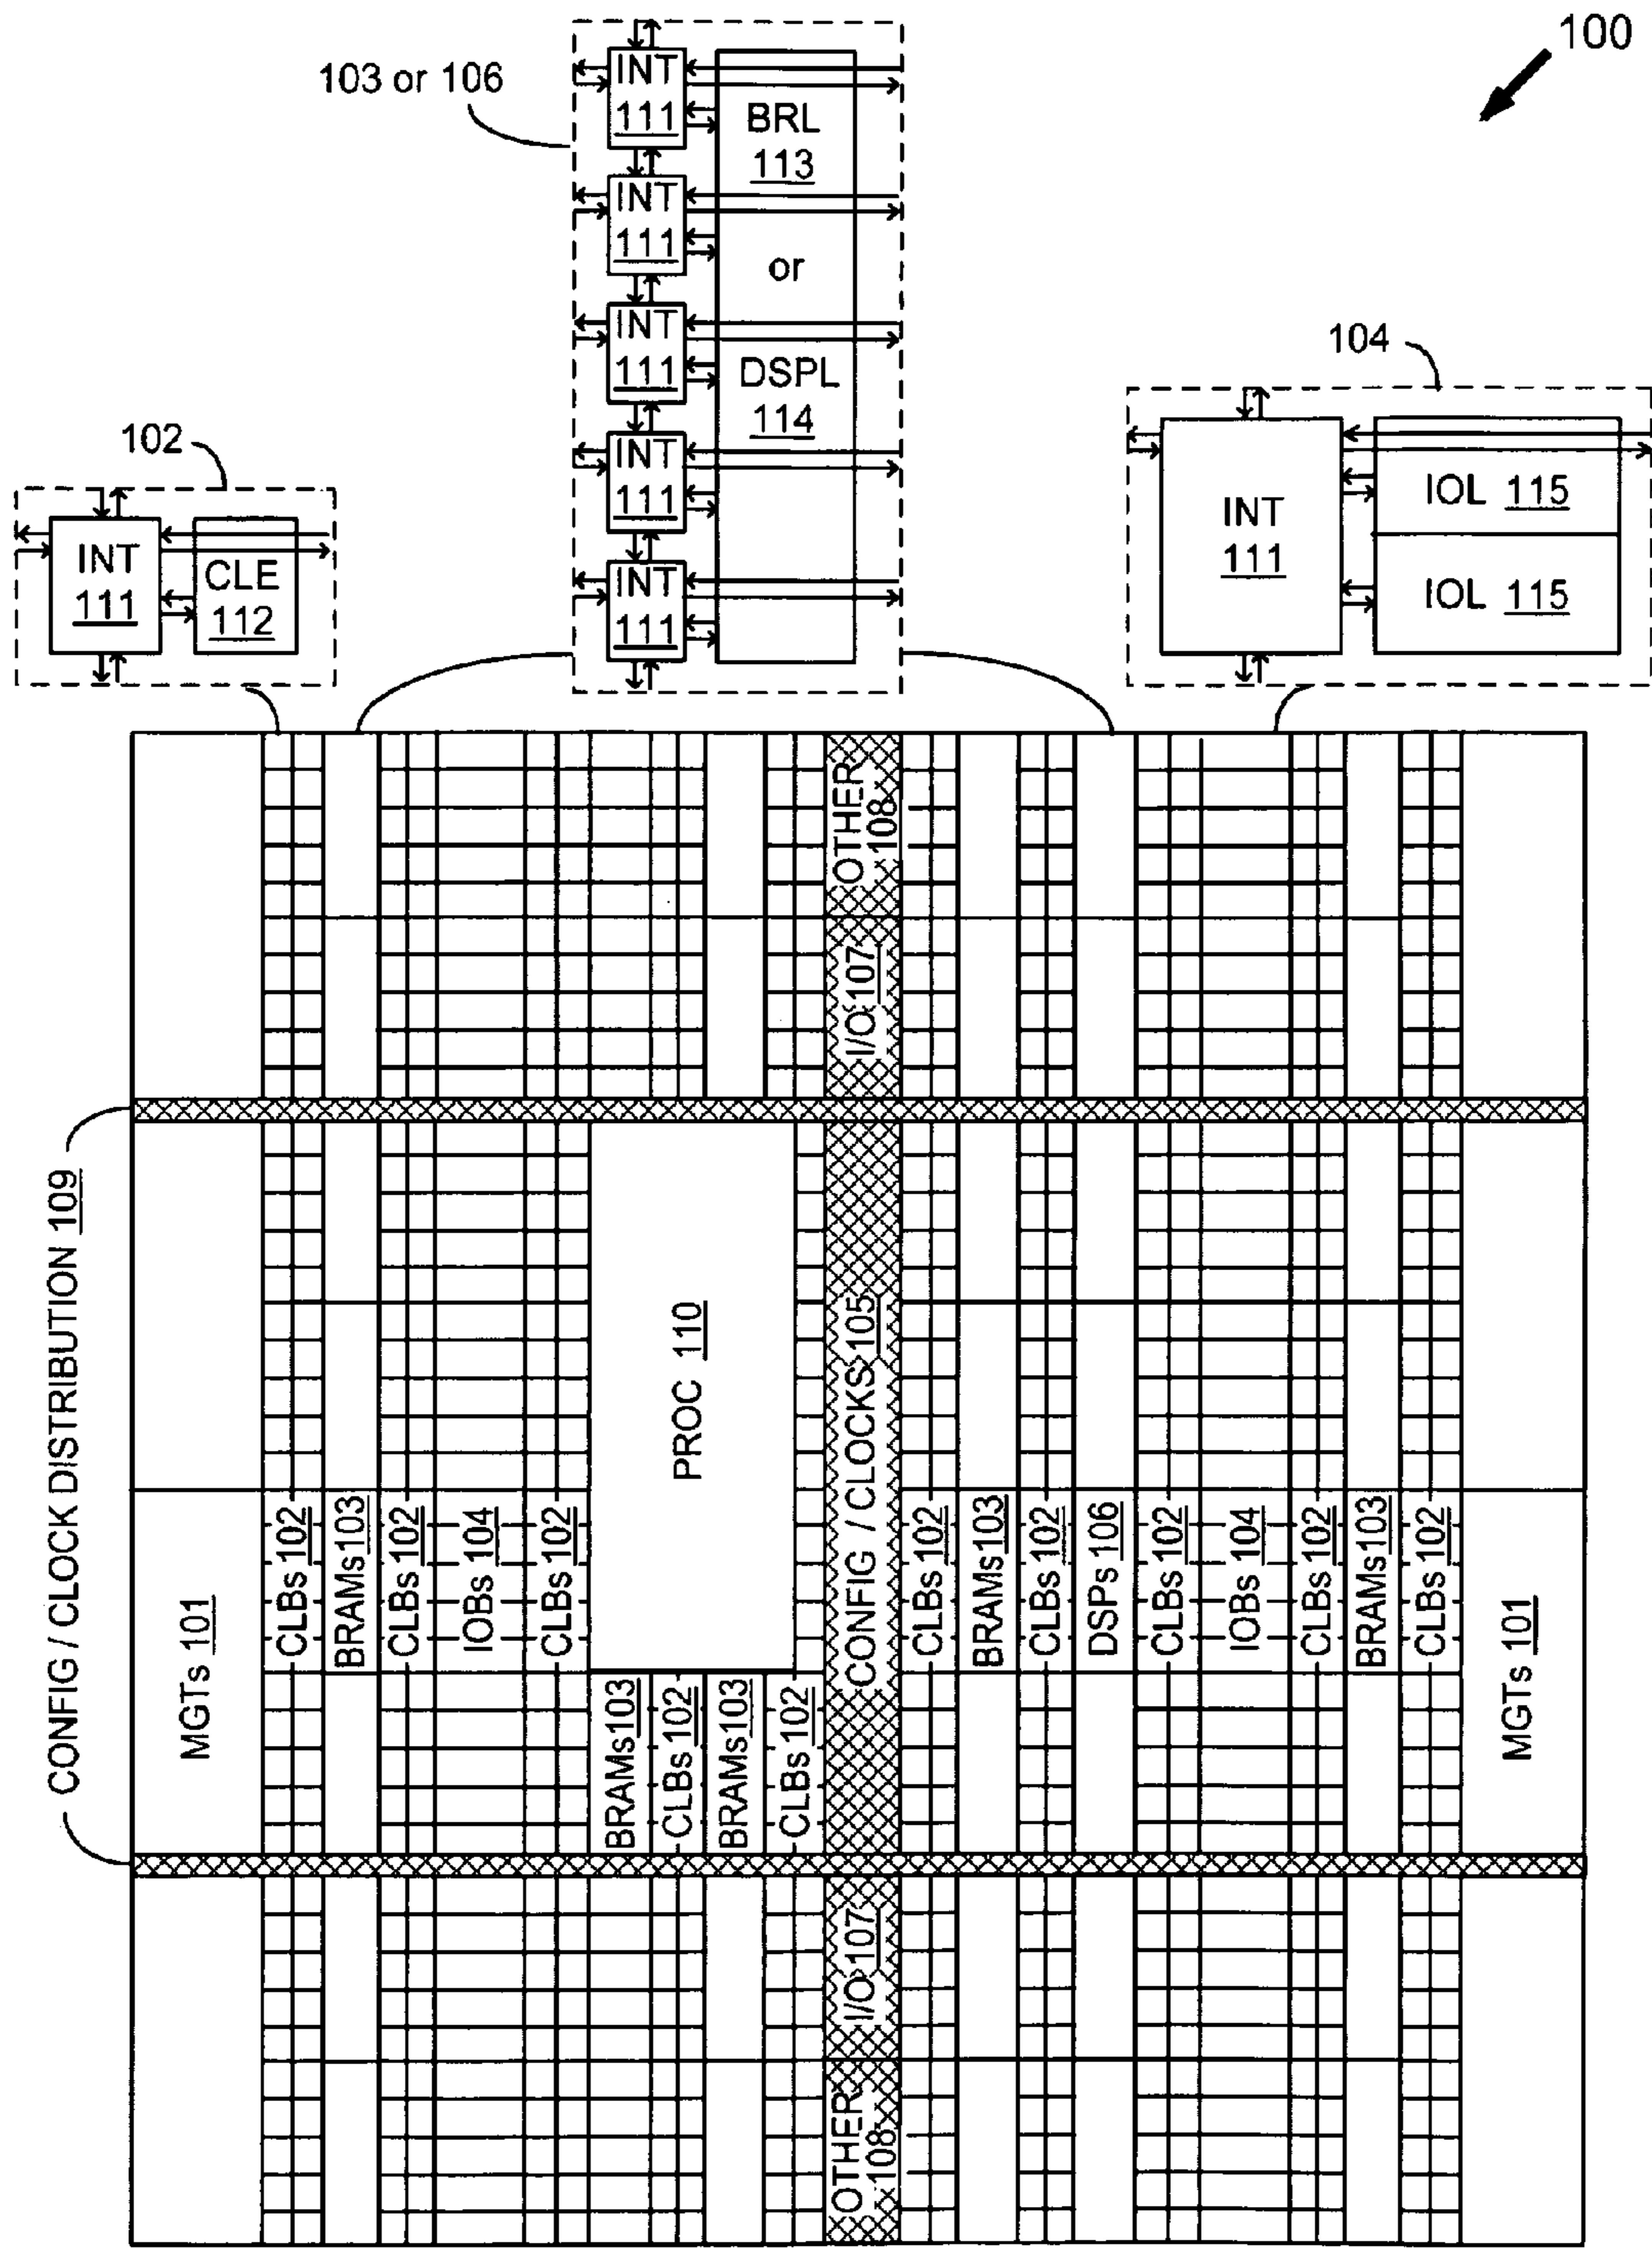 100
103 or 106
INT
111
INT
111
INT
111
INT
111
INT
111
BRL
113
or
DSPL
114
102
INT
111
CLE
112
104
INT
111
IOL 115
IOL 115
CONFIG / CLOCK DISTRIBUTION 109
OTHER
108
I/O 107
CONFIG / CLOCKS 105
I/O 107
OTHER
108
PROC 110
MGTs 101
CLBs 102
BRAMs 103
CLBs 102
IOBs 104
CLBs 102
BRAMs 103
CLBs 102
BRAMs 103
CLBs 102
CLBs 102
BRAMs 103
CLBs 102
DSPs 106
CLBs 102
IOBs 104
CLBs 102
BRAMs 103
CLBs 102
MGTs 101